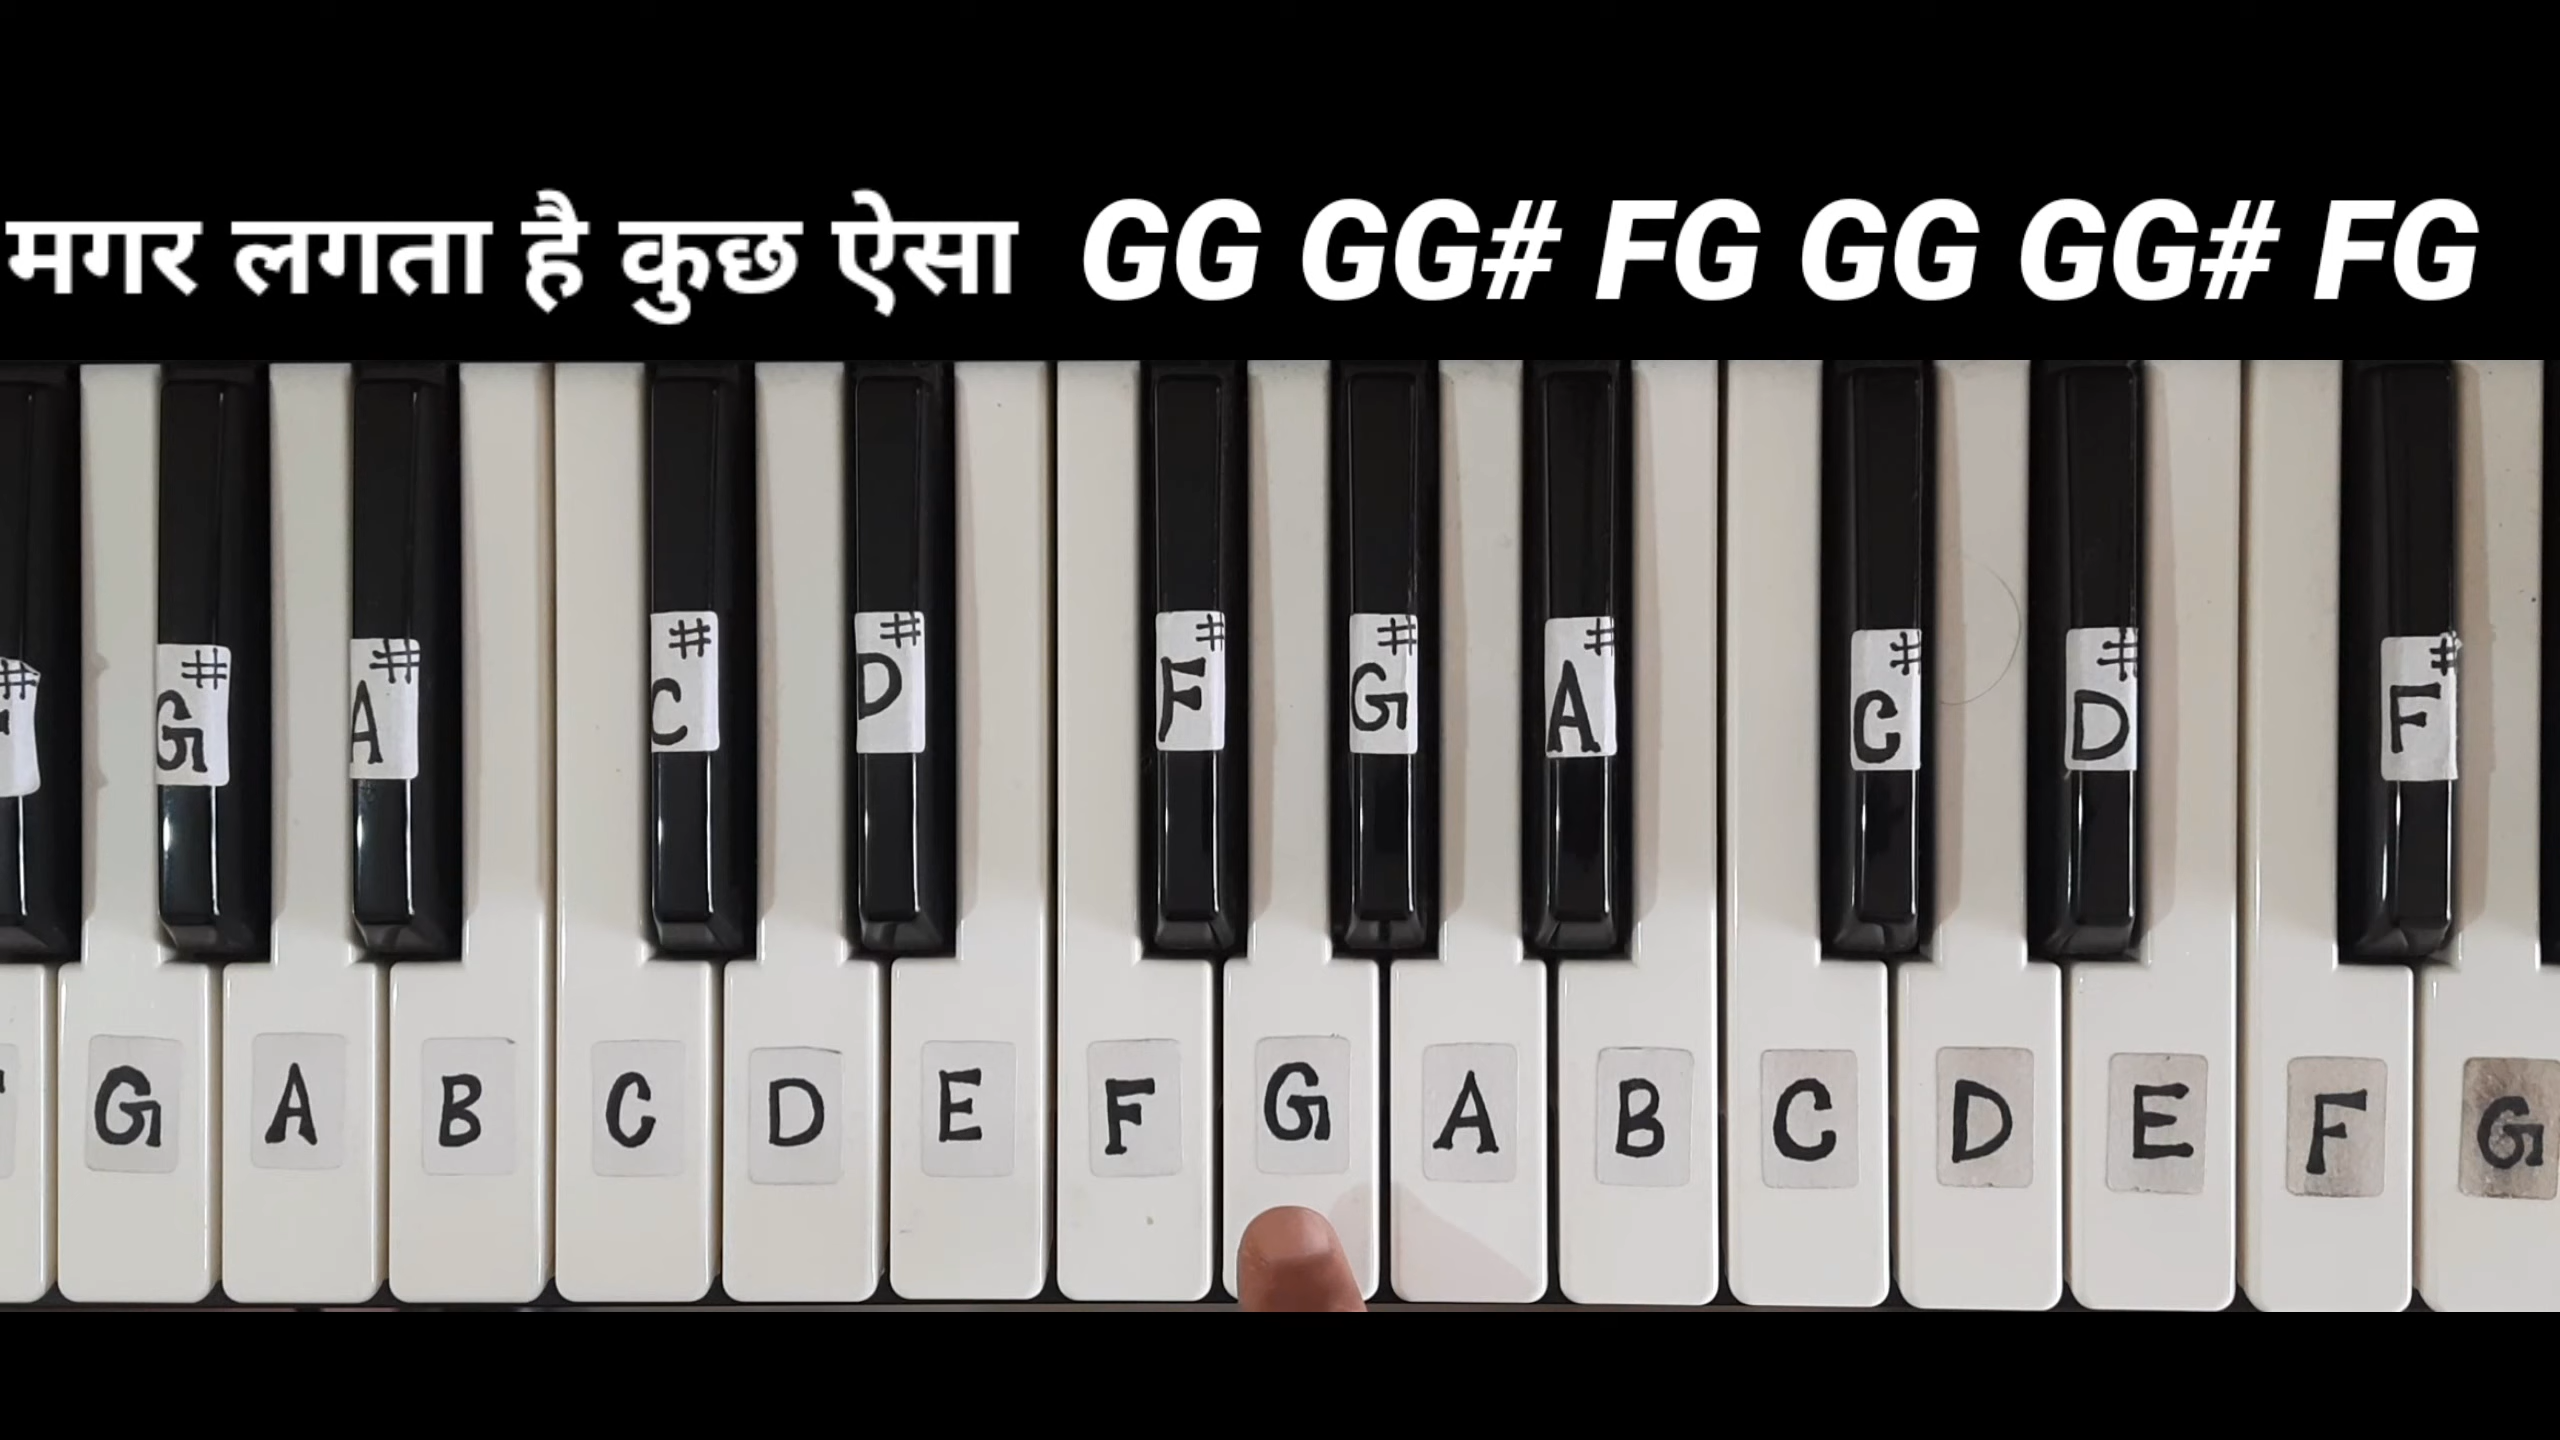 मगर लगता है कुछ ऐसा GG GG# FG GG GG# FG
G# A# C# D# F# G# A# C# D# F#
G A B C D E F G A B C D E F G